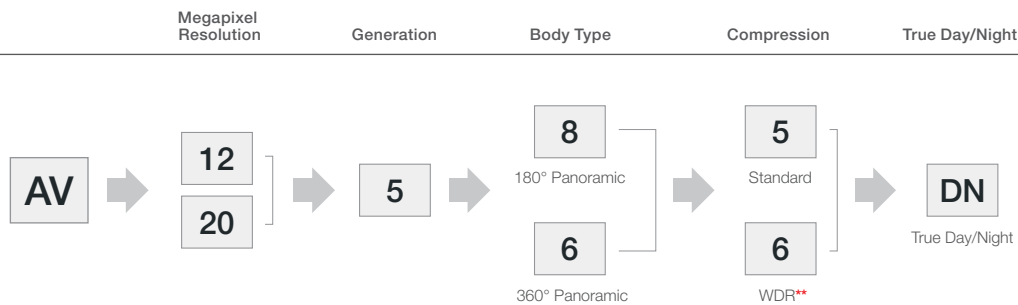 Megapixel
Resolution
Generation
Body Type
Compression
True Day/Night
AV
12
20
5
8
180° Panoramic
6
360° Panoramic
5
Standard
6
WDR**
DN
True Day/Night